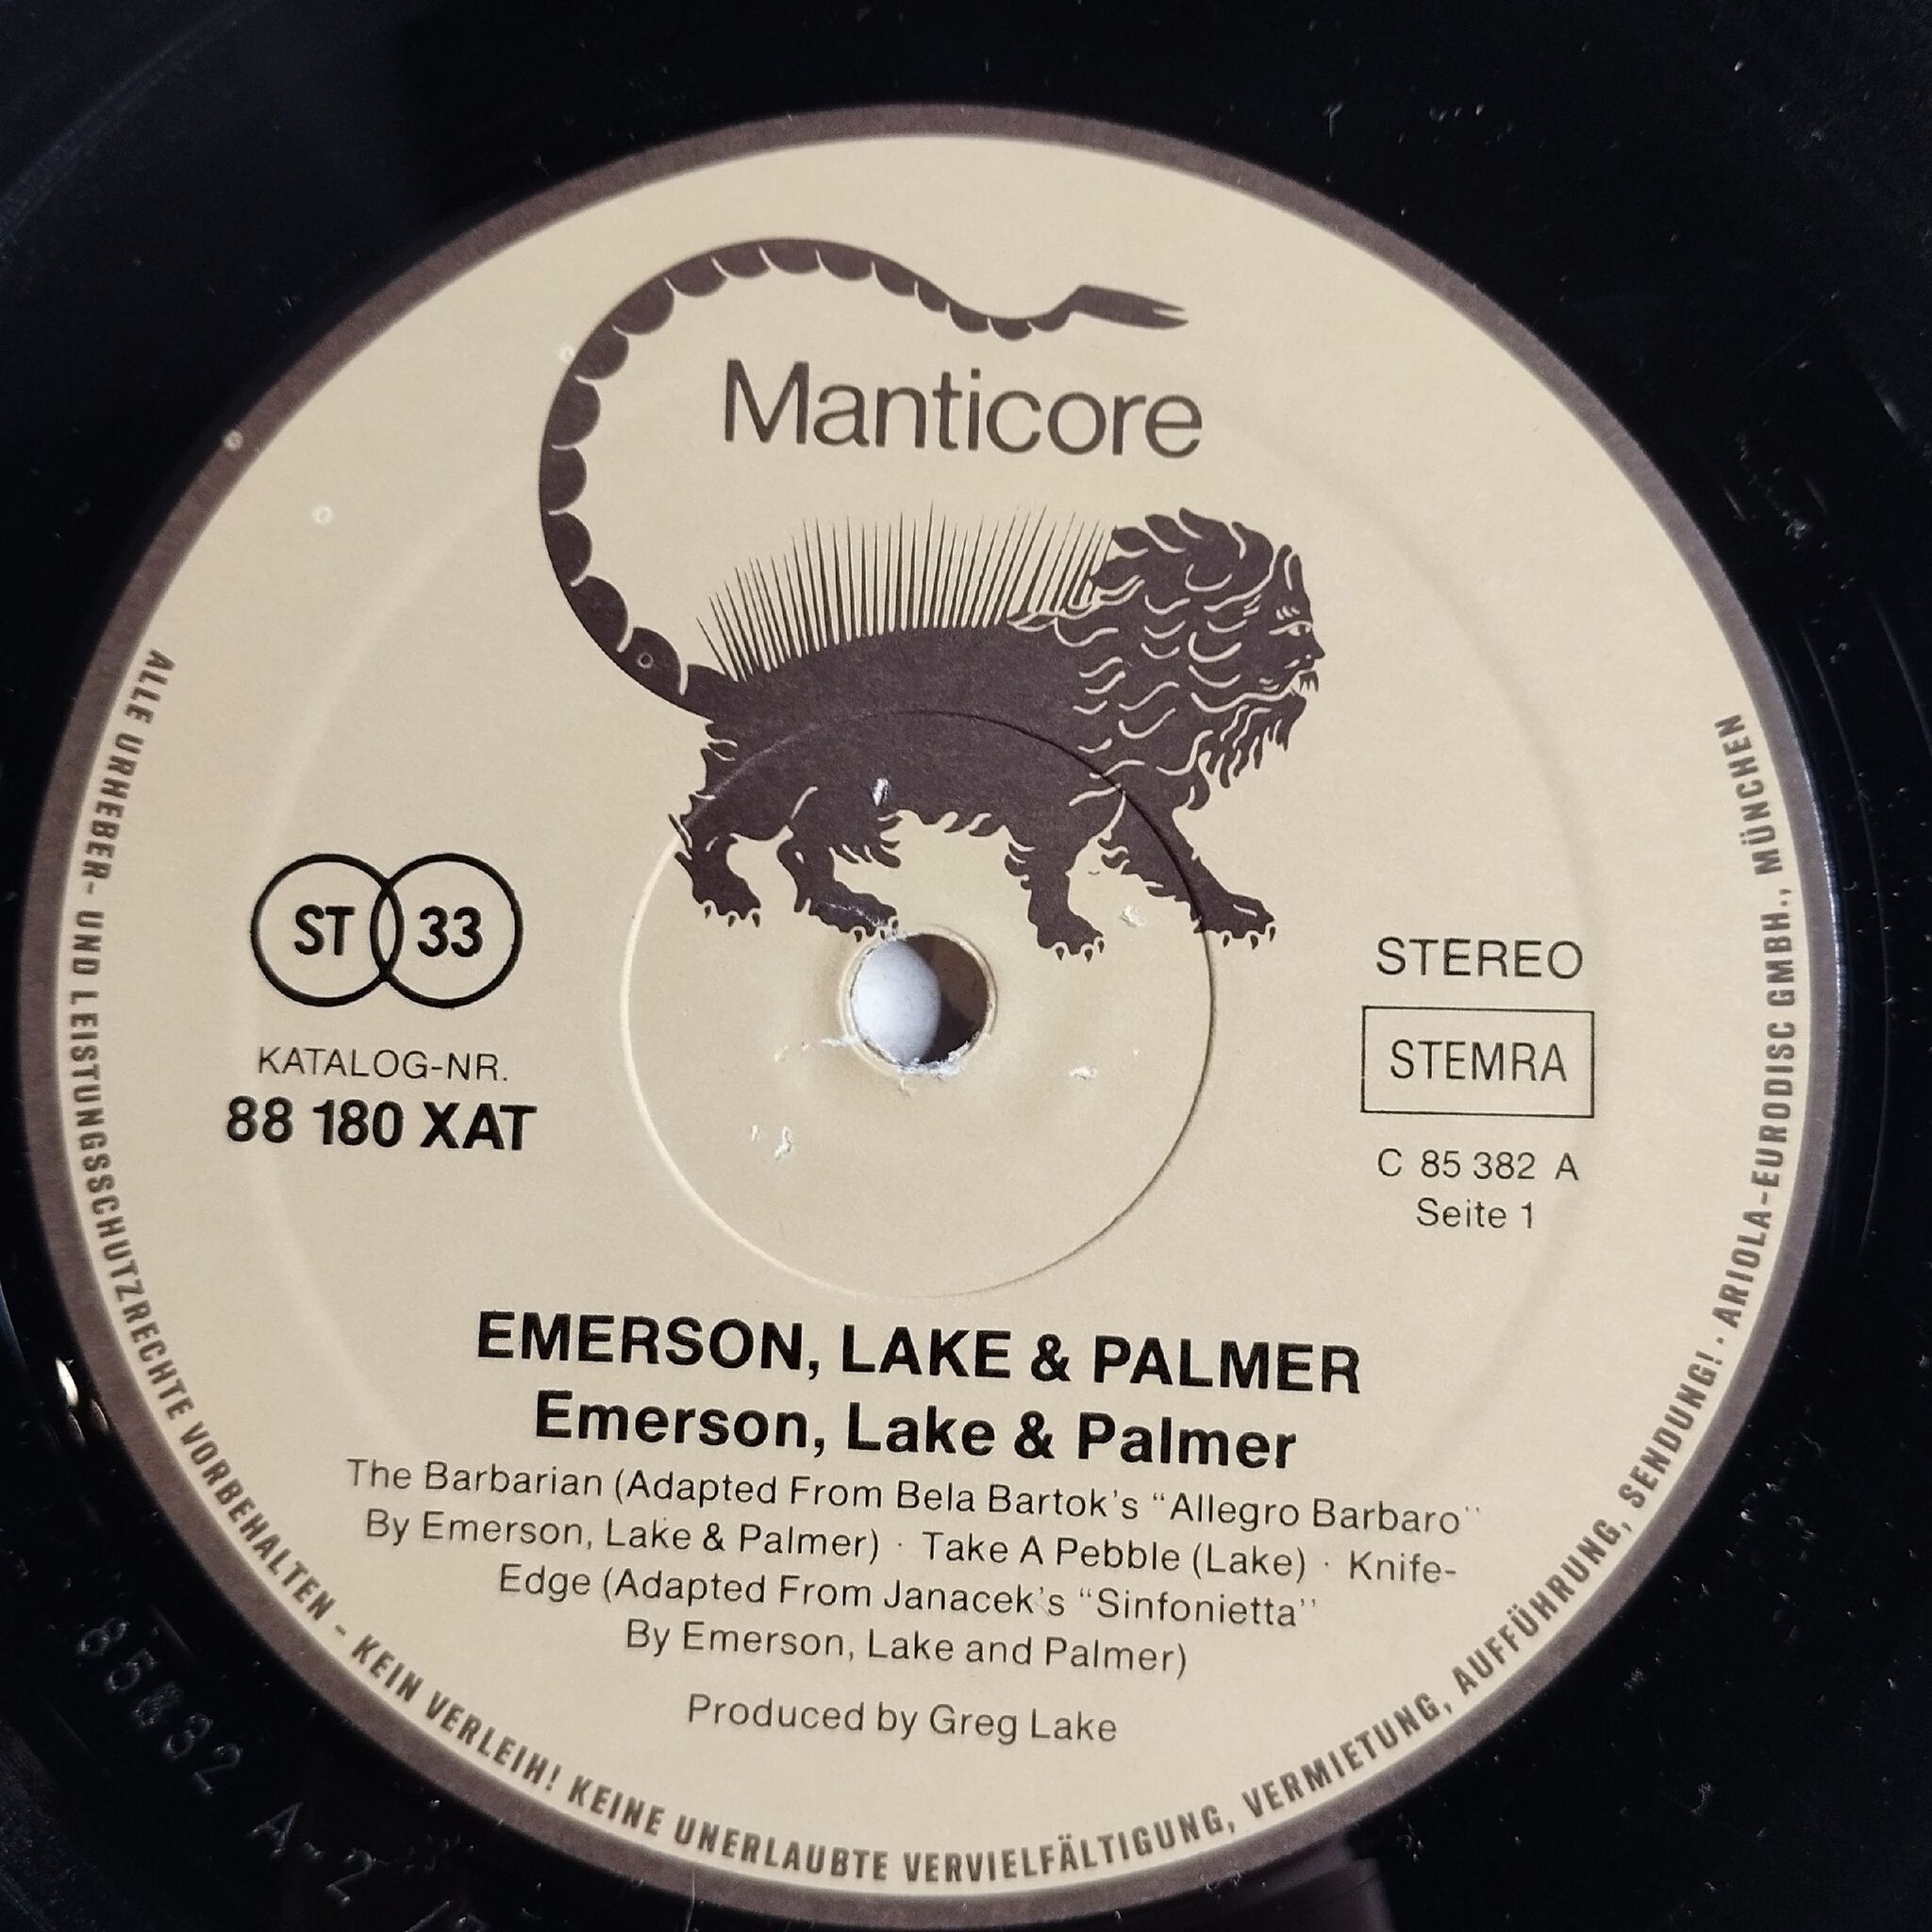 Manticore
ST 33
KATALOG-NR.
88 180 XAT
STEREO
STEMRA
C 85 382 A
Seite 1
EMERSON, LAKE & PALMER
Emerson, Lake & Palmer
The Barbarian (Adapted From Bela Bartok's “Allegro Barbaro”
By Emerson, Lake & Palmer) · Take A Pebble (Lake) · Knife-
Edge (Adapted From Janacek's “Sinfonietta”
By Emerson, Lake and Palmer)
Produced by Greg Lake
ALLE URHEBER- UND LEISTUNGSSCHUTZRECHTE VORBEHALTEN - KEIN VERLEIH! KEINE UNERLAUBTE VERVIELFÄLTIGUNG, VERMIETUNG, AUFFÜHRUNG, SENDUNG! · ARIOLA-EURODISC GMBH., MÜNCHEN
A-2